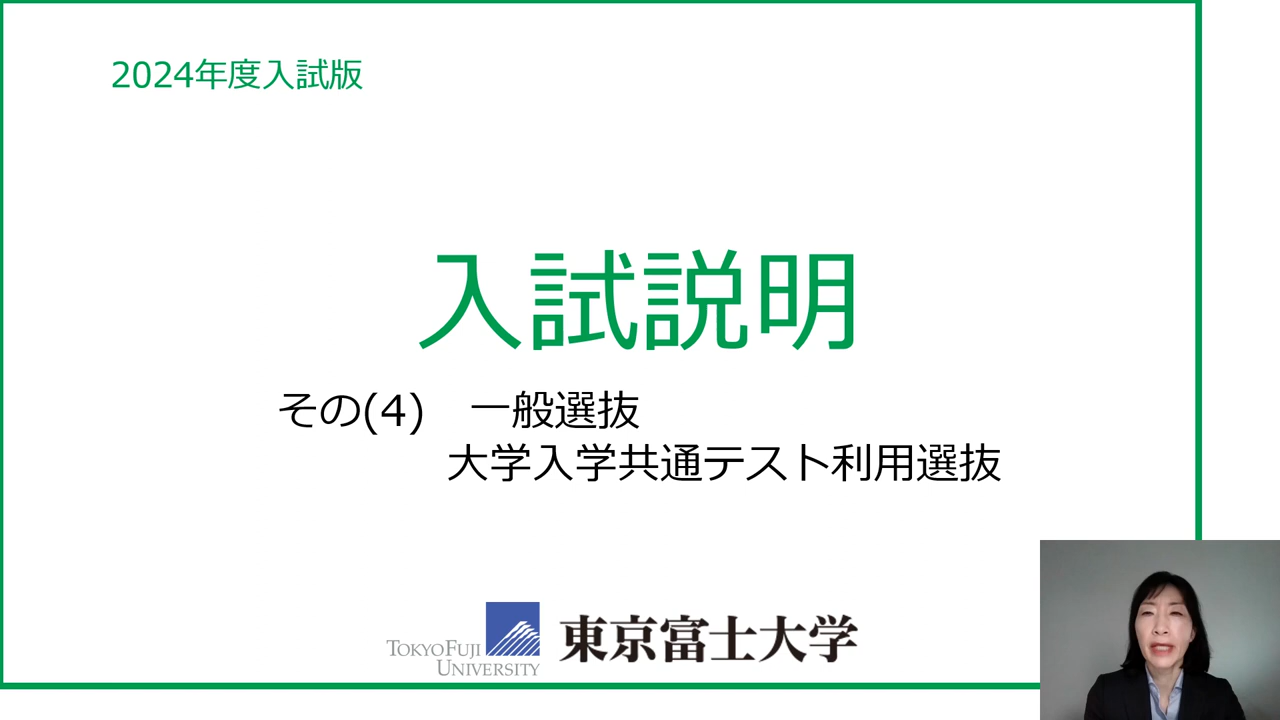 2024年度入試版
入試説明
その(4)　一般選抜
大学入学共通テスト利用選抜
TOKYO FUJI
UNIVERSITY
東京富士大学